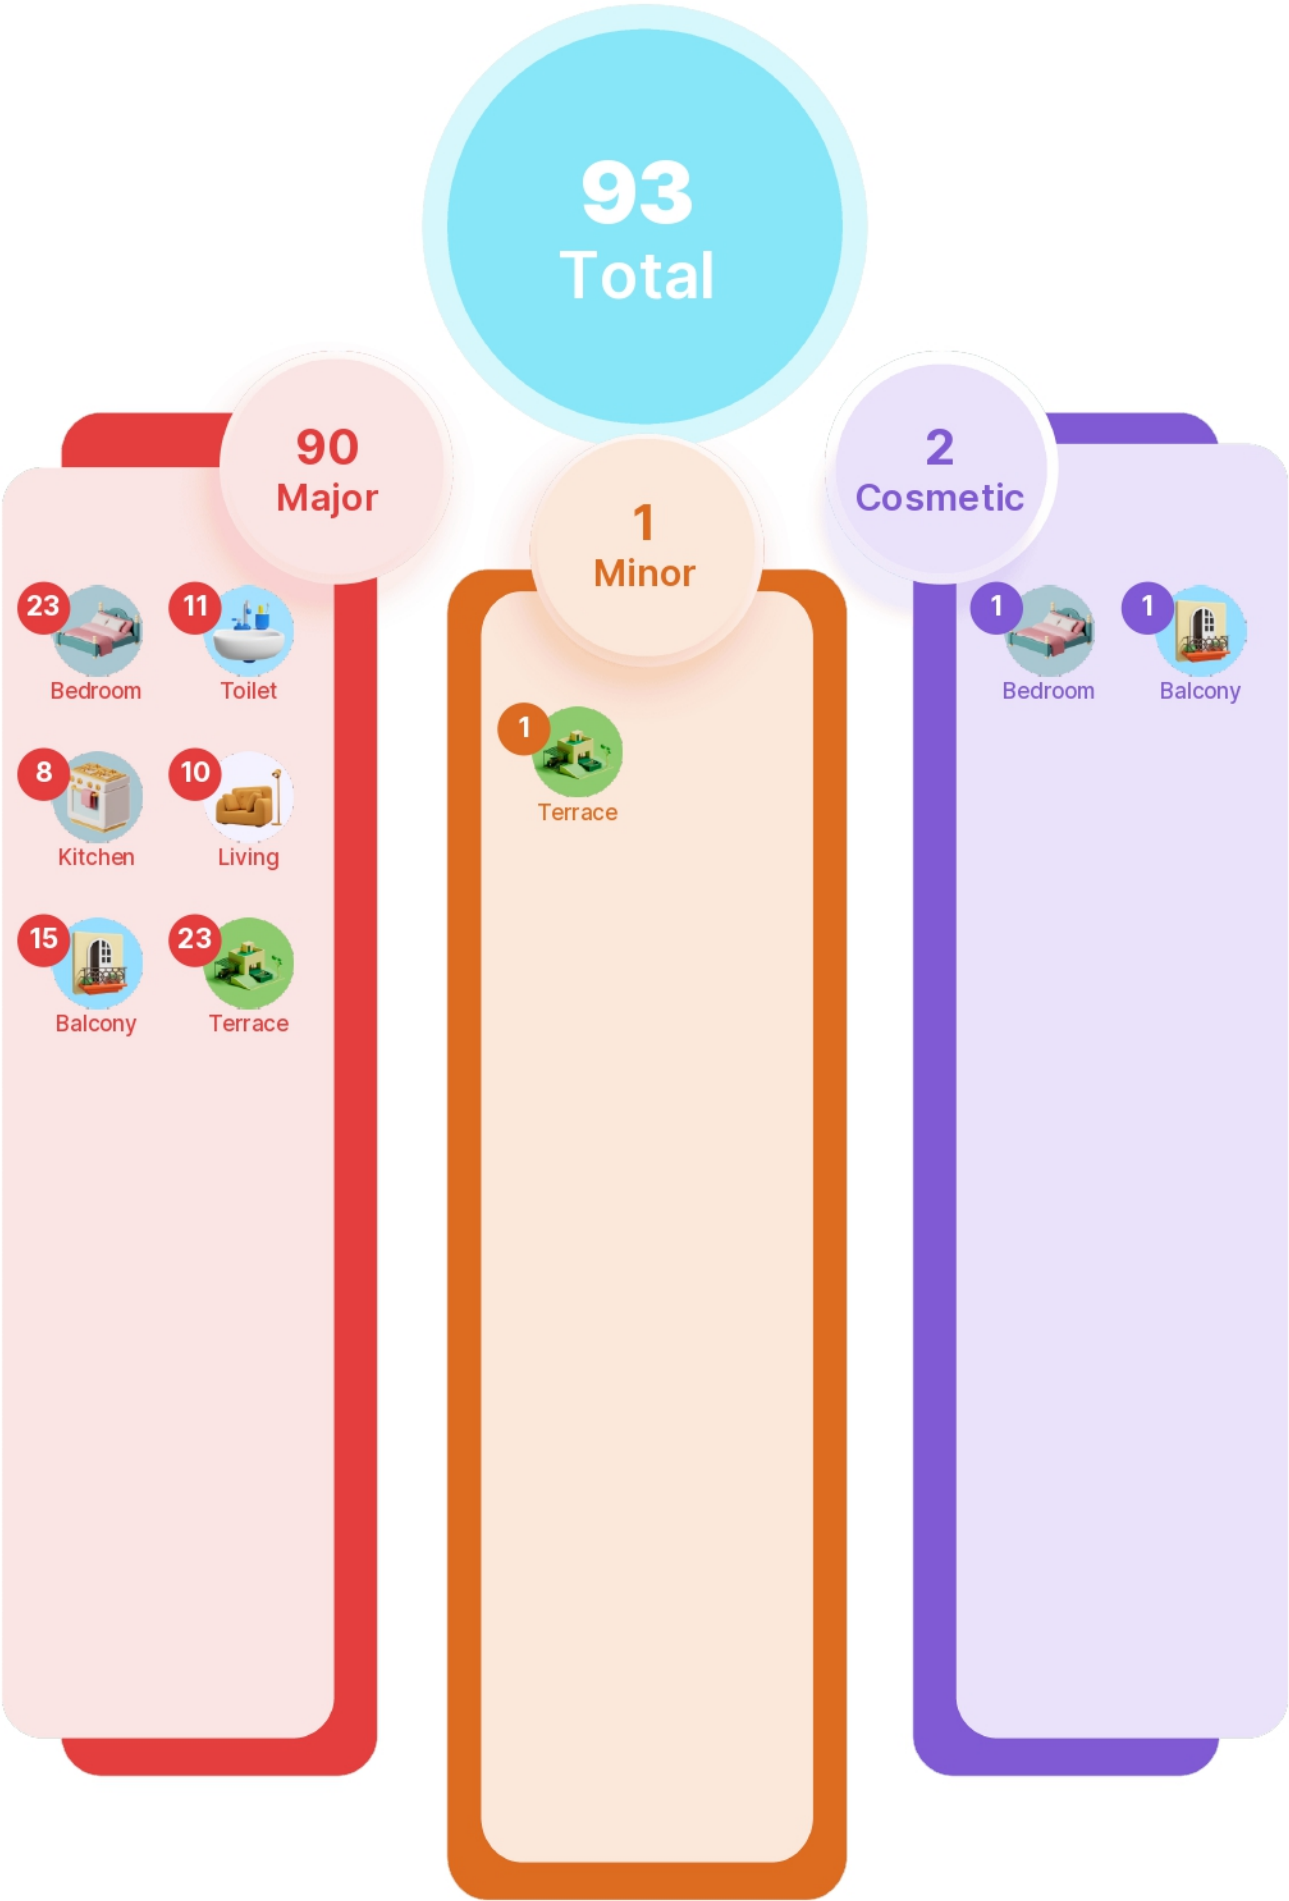 93
Total
90
Major
2
Cosmetic
1
Minor
23
Bedroom
11
Toilet
8
Kitchen
10
Living
15
Balcony
23
Terrace
1
Terrace
1
Bedroom
1
Balcony